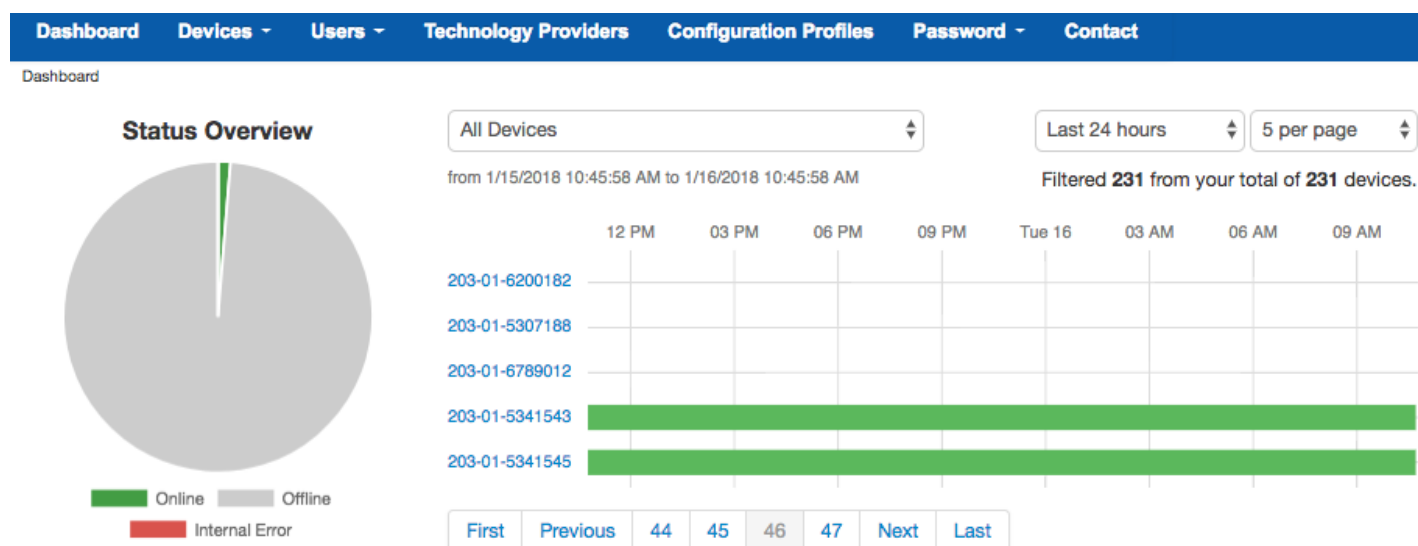 Dashboard Devices Users Technology Providers Configuration Profiles Password Contact
Dashboard
Status Overview
Online Offline
Internal Error
All Devices Last 24 hours 5 per page
from 1/15/2018 10:45:58 AM to 1/16/2018 10:45:58 AM Filtered 231 from your total of 231 devices.
12 PM 03 PM 06 PM 09 PM Tue 16 03 AM 06 AM 09 AM
203-01-6200182
203-01-5307188
203-01-6789012
203-01-5341543
203-01-5341545
First Previous 44 45 46 47 Next Last